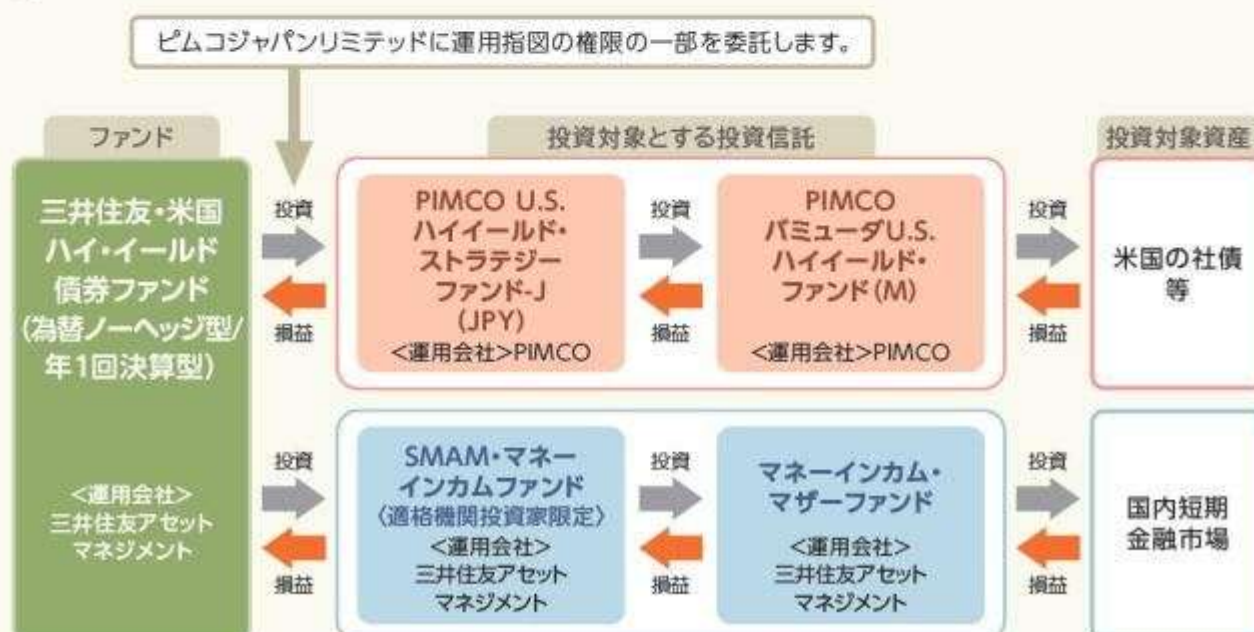 ピムコジャパンリミテッドに運用指図の権限の一部を委託します。
ファンド
投資対象とする投資信託
投資対象資産
三井住友・米国
ハイ・イールド
債券ファンド
(為替ノーヘッジ型/
年1回決算型)
<運用会社>
三井住友アセット
マネジメント
投資
損益
PIMCO U.S.
ハイイールド・
ストラテジー
ファンド-J
(JPY)
<運用会社>PIMCO
投資
損益
PIMCO
バミューダU.S.
ハイイールド・
ファンド(M)
<運用会社>PIMCO
投資
損益
米国の社債
等
投資
損益
SMAM・マネー
インカムファンド
〈適格機関投資家限定〉
<運用会社>
三井住友アセット
マネジメント
投資
損益
マネーインカム・
マザーファンド
<運用会社>
三井住友アセット
マネジメント
投資
損益
国内短期
金融市場